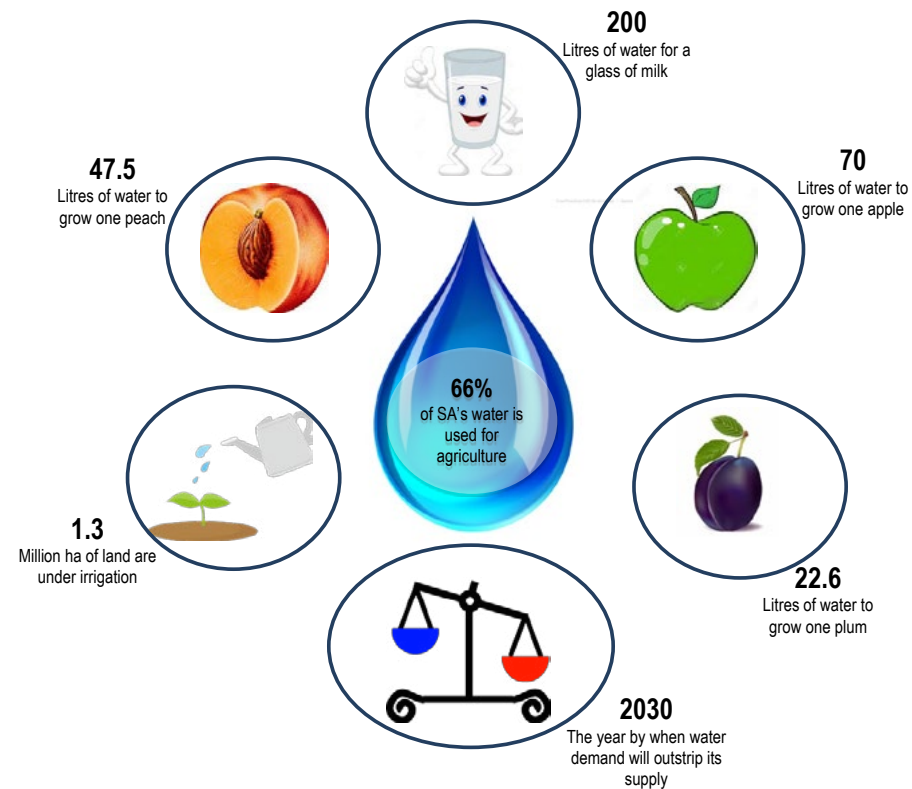 200
Litres of water for a
glass of milk
47.5
Litres of water to
grow one peach
70
Litres of water to
grow one apple
66%
of SA's water is
used for
agriculture
1.3
Million ha of land are
under irrigation
22.6
Litres of water to
grow one plum
2030
The year by when water
demand will outstrip its
supply